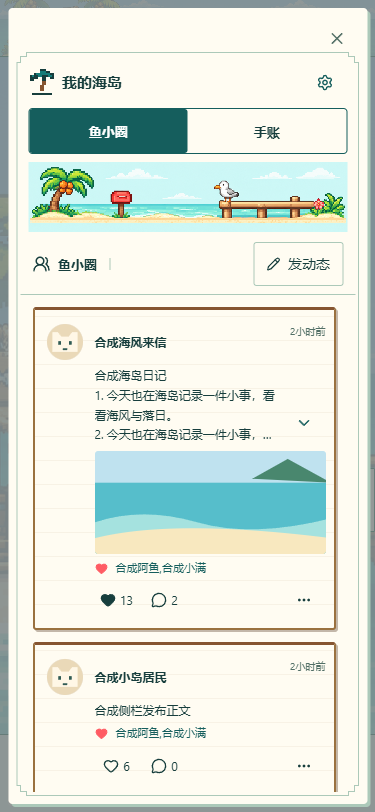 我的海岛
鱼小圈
手账
鱼小圈
发动态
合成海风来信
2小时前
合成海岛日记
1. 今天也在海岛记录一件小事，看
看海风与落日。
2. 今天也在海岛记录一件小事，...
合成阿鱼,合成小满
13
2
合成小岛居民
2小时前
合成侧栏发布正文
合成阿鱼,合成小满
6
0